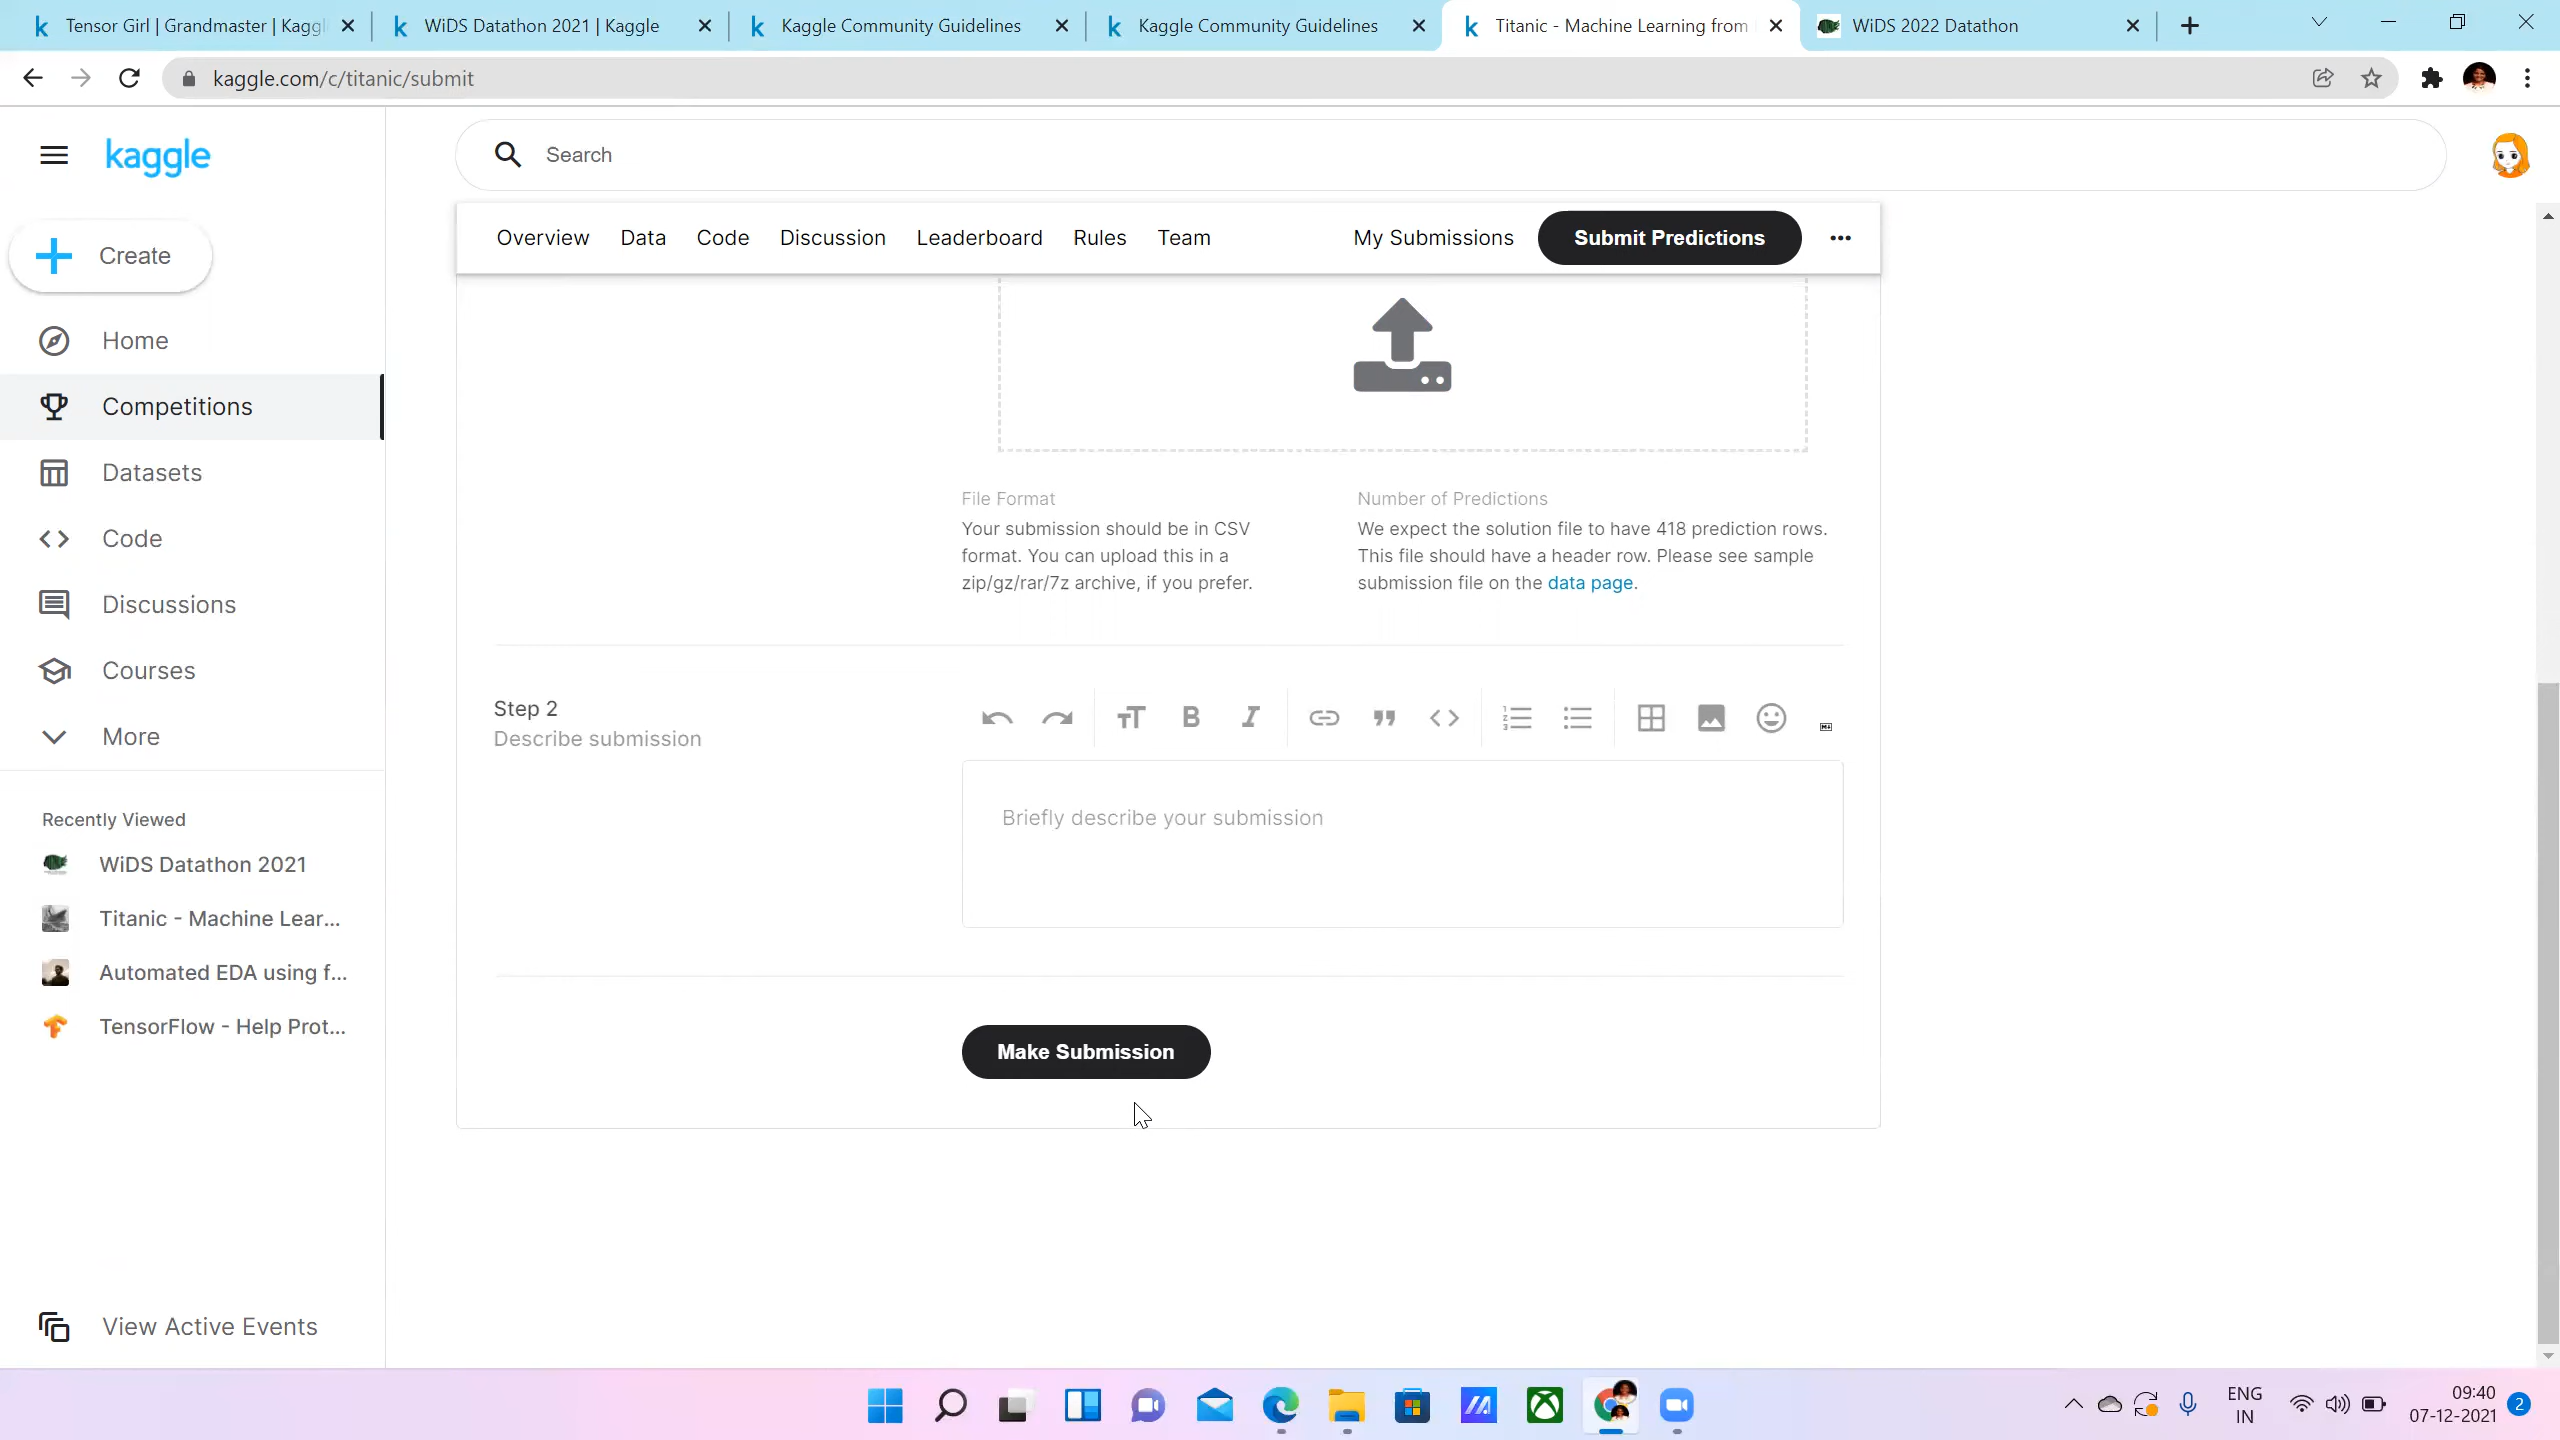 Tensor Girl | Grandmaster | Kaggl
WiDS Datathon 2021 | Kaggle
Kaggle Community Guidelines
Kaggle Community Guidelines
Titanic - Machine Learning from
WiDS 2022 Datathon
kaggle.com/c/titanic/submit
kaggle
Search
Create
Home
Competitions
Datasets
Code
Discussions
Courses
More
Recently Viewed
WiDS Datathon 2021
Titanic - Machine Lear...
Automated EDA using f...
TensorFlow - Help Prot...
View Active Events
Overview Data Code Discussion Leaderboard Rules Team My Submissions Submit Predictions
File Format
Your submission should be in CSV
format. You can upload this in a
zip/gz/rar/7z archive, if you prefer.
Number of Predictions
We expect the solution file to have 418 prediction rows.
This file should have a header row. Please see sample
submission file on the data page.
Step 2
Describe submission
Briefly describe your submission
Make Submission
ENG
IN
09:40
07-12-2021
2